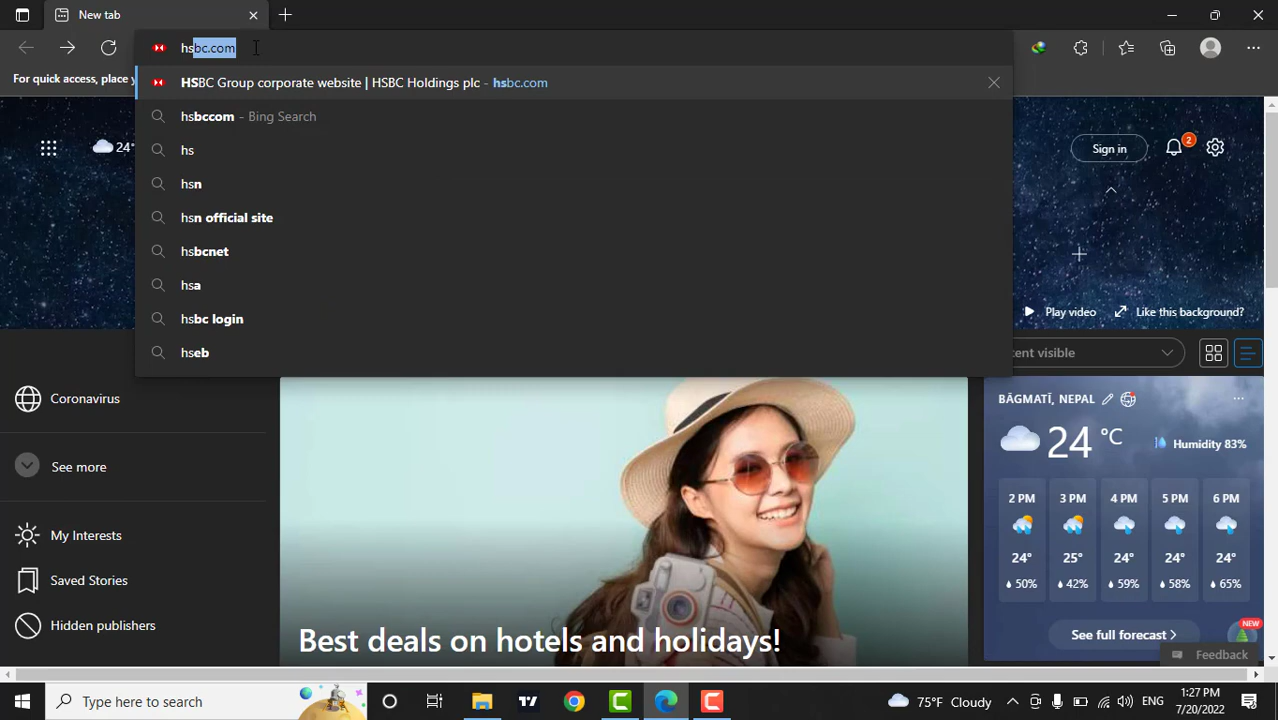 New tab
hsbc.com
For quick access, place y
HSBC Group corporate website | HSBC Holdings plc - hsbc.com
hsbccom - Bing Search
hs
hsn
hsn official site
hsbcnet
hsa
hsbc login
hseb
24°
Sign in
2
Play video
Like this background?
cent visible
Coronavirus
See more
My Interests
Saved Stories
Hidden publishers
Best deals on hotels and holidays!
BĀGMATĪ, NEPAL
24 °C
Humidity 83%
2 PM 3 PM 4 PM 5 PM 6 PM
24° 25° 24° 24° 24°
50% 42% 59% 58% 65%
See full forecast
NEW
Feedback
Type here to search
75°F Cloudy
ENG
1:27 PM
7/20/2022